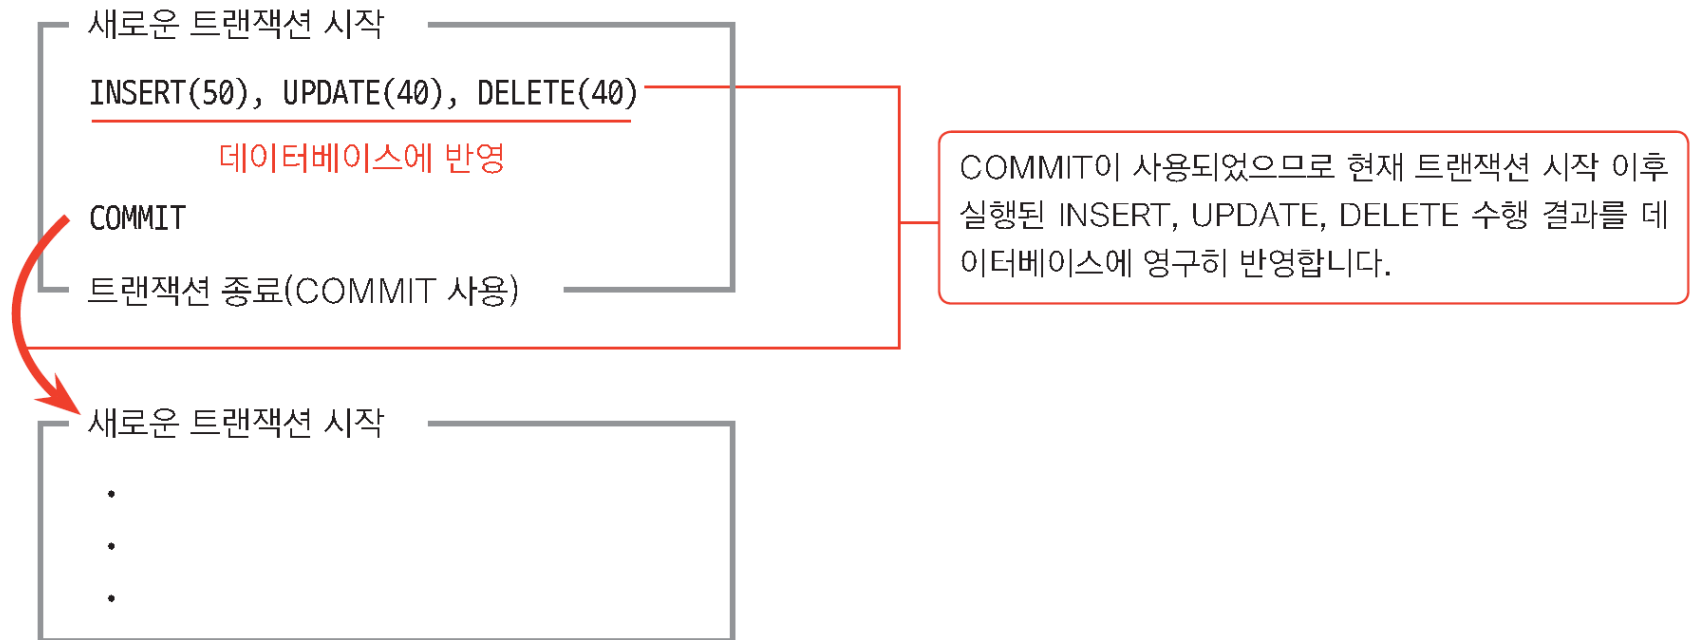 새로운 트랜잭션 시작
INSERT(50), UPDATE(40), DELETE(40)
데이터베이스에 반영
COMMIT
트랜잭션 종료(COMMIT 사용)
COMMIT이 사용되었으므로 현재 트랜잭션 시작 이후
실행된 INSERT, UPDATE, DELETE 수행 결과를 데
이터베이스에 영구히 반영합니다.
새로운 트랜잭션 시작